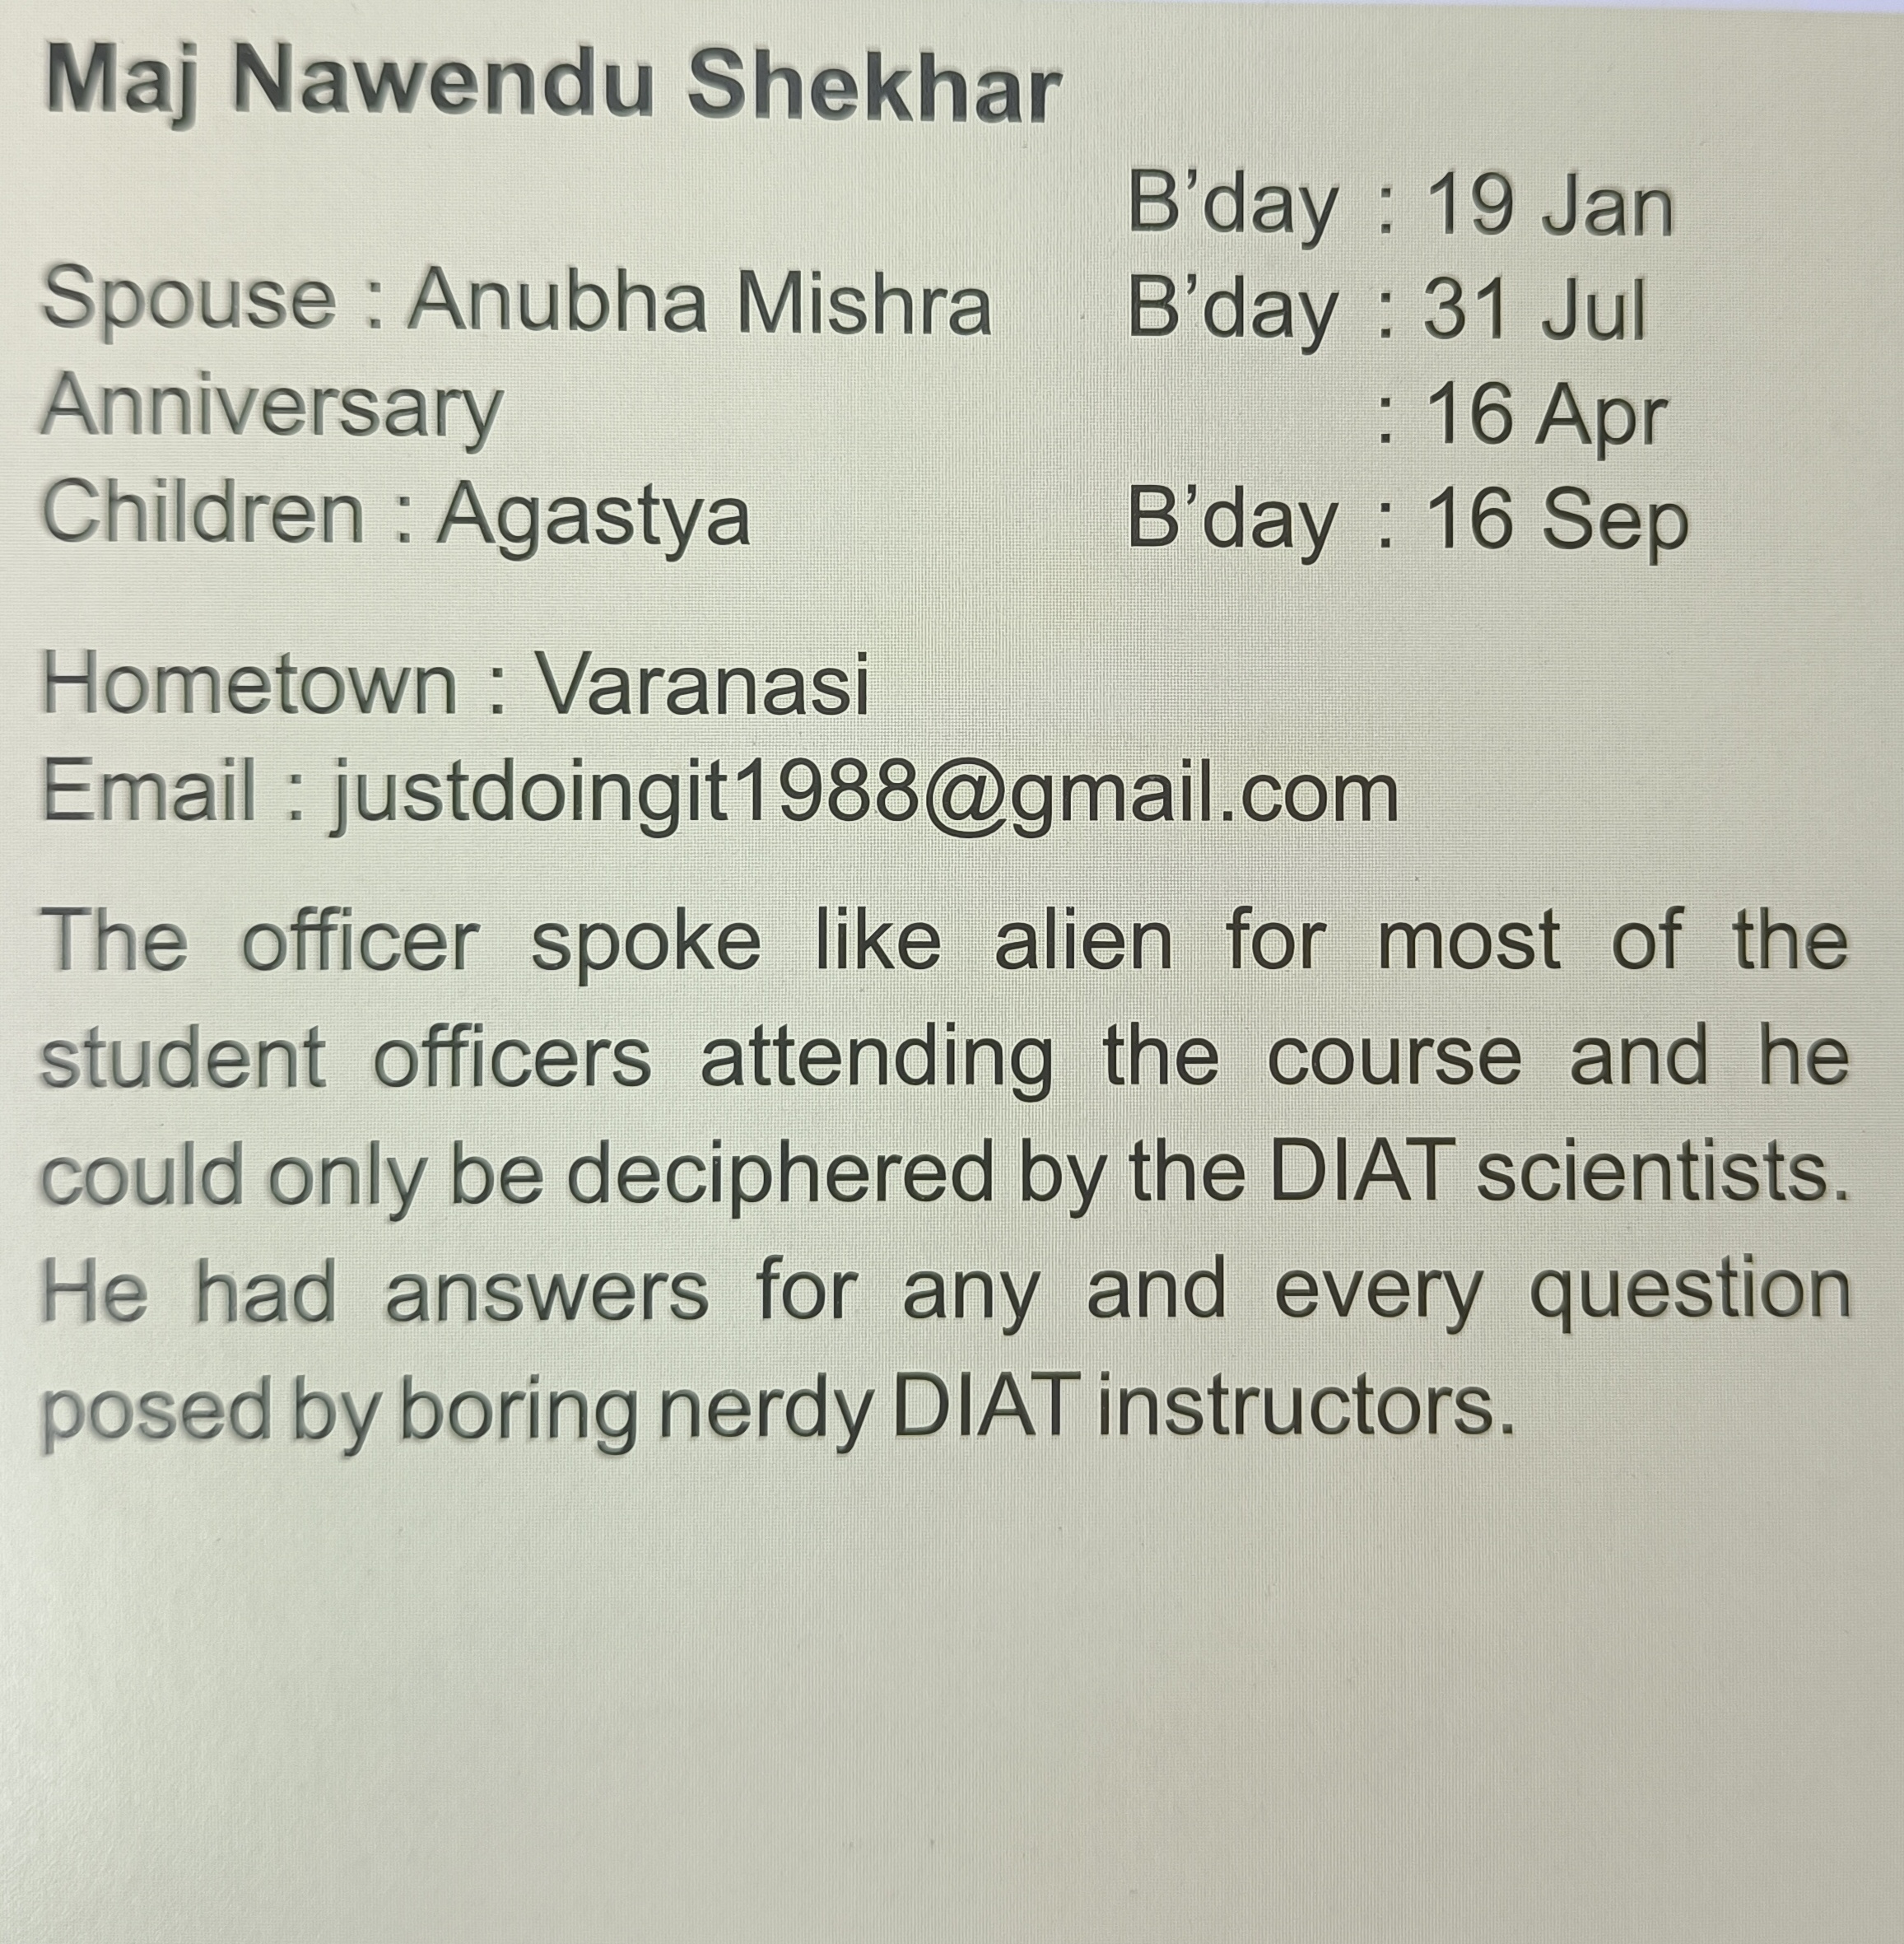 Maj Nawendu Shekhar
B’day : 19 Jan
Spouse : Anubha Mishra B’day : 31 Jul
Anniversary : 16 Apr
Children : Agastya B’day : 16 Sep
Hometown : Varanasi
Email : justdoingit1988@gmail.com
The officer spoke like alien for most of the
student officers attending the course and he
could only be deciphered by the DIAT scientists.
He had answers for any and every question
posed by boring nerdy DIAT instructors.